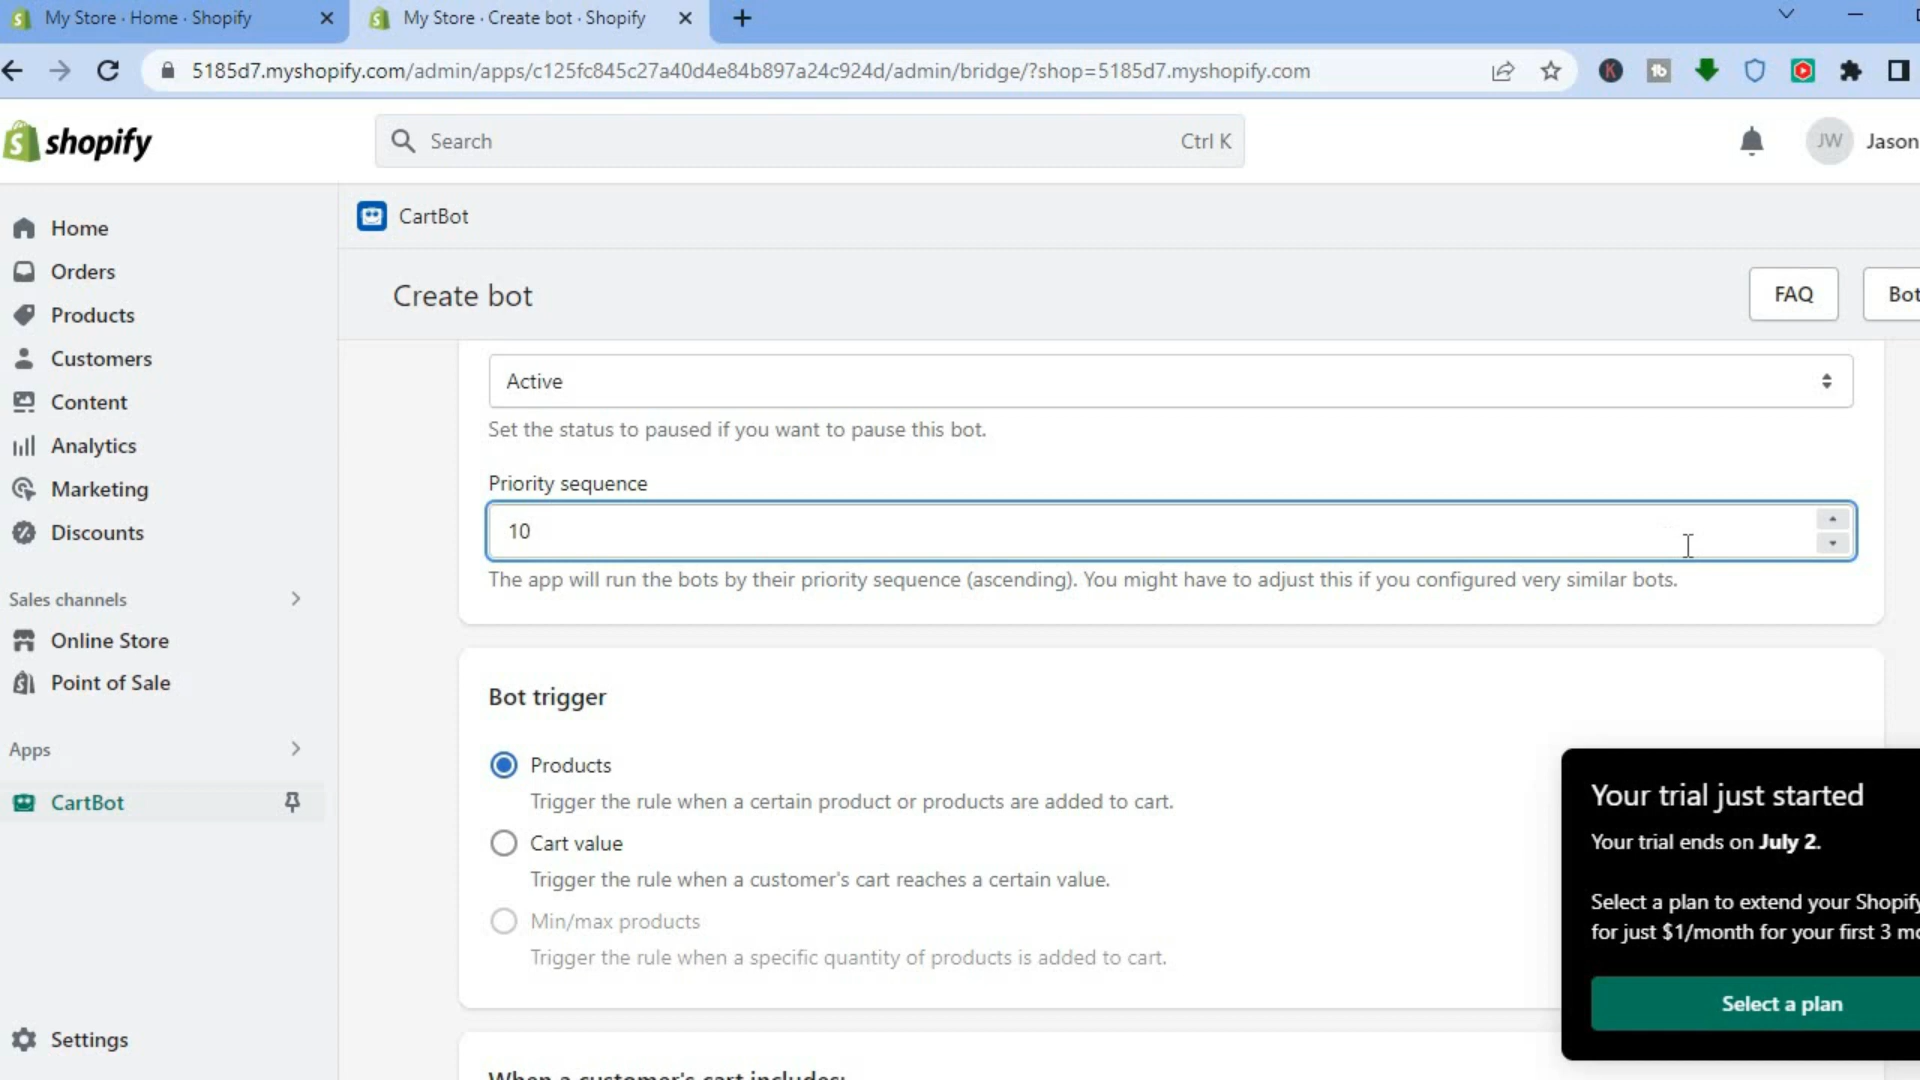 My Store · Home · Shopify
My Store · Create bot · Shopify
5185d7.myshopify.com/admin/apps/c125fc845c27a40d4e84b897a24c924d/admin/bridge/?shop=5185d7.myshopify.com
shopify
Search
Ctrl K
JW
Jason
Home
Orders
Products
Customers
Content
Analytics
Marketing
Discounts
Sales channels
Online Store
Point of Sale
Apps
CartBot
Settings
CartBot
Create bot
FAQ
Bot
Active
Set the status to paused if you want to pause this bot.
Priority sequence
10
The app will run the bots by their priority sequence (ascending). You might have to adjust this if you configured very similar bots.
Bot trigger
Products
Trigger the rule when a certain product or products are added to cart.
Cart value
Trigger the rule when a customer's cart reaches a certain value.
Min/max products
Trigger the rule when a specific quantity of products is added to cart.
When a customer's cart includes:
Your trial just started
Your trial ends on July 2.
Select a plan to extend your Shopify
for just $1/month for your first 3 mo
Select a plan